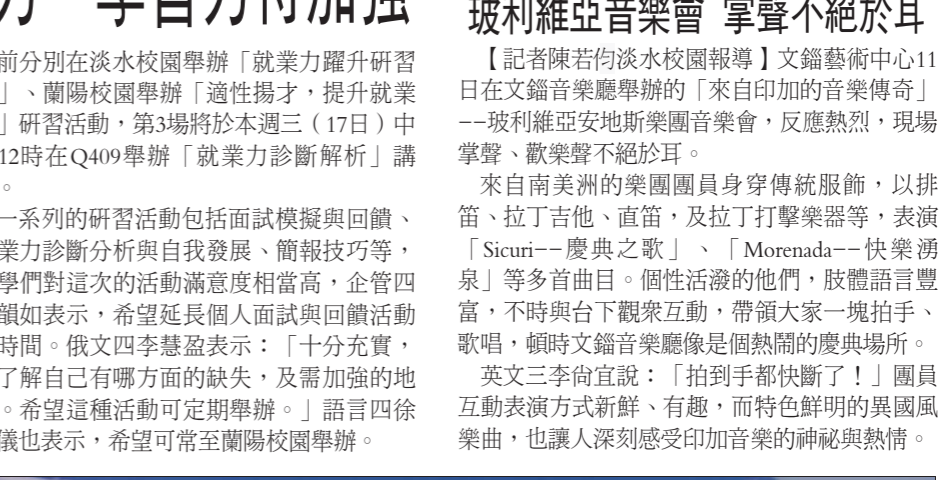 力 學習力待加強
前分別在淡水校園舉辦「就業力躍升研習
」、蘭陽校園舉辦「適性揚才，提升就業
」研習活動，第3場將於本週三（17日）中
12時在Q409舉辦「就業力診斷解析」講
。
一系列的研習活動包括面試模擬與回饋、
業力診斷分析與自我發展、簡報技巧等，
學們對這次的活動滿意度相當高，企管四
韻如表示，希望延長個人面試與回饋活動
時間。俄文四李慧盈表示：「十分充實，
了解自己有哪方面的缺失，及需加強的地
。希望這種活動可定期舉辦。」語言四徐
儀也表示，希望可常至蘭陽校園舉辦。
玻利維亞音樂會 掌聲不絕於耳
【記者陳若伨淡水校園報導】文錙藝術中心11
日在文錙音樂廳舉辦的「來自印加的音樂傳奇」
--玻利維亞安地斯樂團音樂會，反應熱烈，現場
掌聲、歡樂聲不絕於耳。
來自南美洲的樂團團員身穿傳統服飾，以排
笛、拉丁吉他、直笛，及拉丁打擊樂器等，表演
「Sicuri--慶典之歌」、「Morenada--快樂湧
泉」等多首曲目。個性活潑的他們，肢體語言豐
富，不時與台下觀眾互動，帶領大家一塊拍手、
歌唱，頓時文錙音樂廳像是個熱鬧的慶典場所。
英文三李尙宜說：「拍到手都快斷了！」團員
互動表演方式新鮮、有趣，而特色鮮明的異國風
樂曲，也讓人深刻感受印加音樂的神祕與熱情。